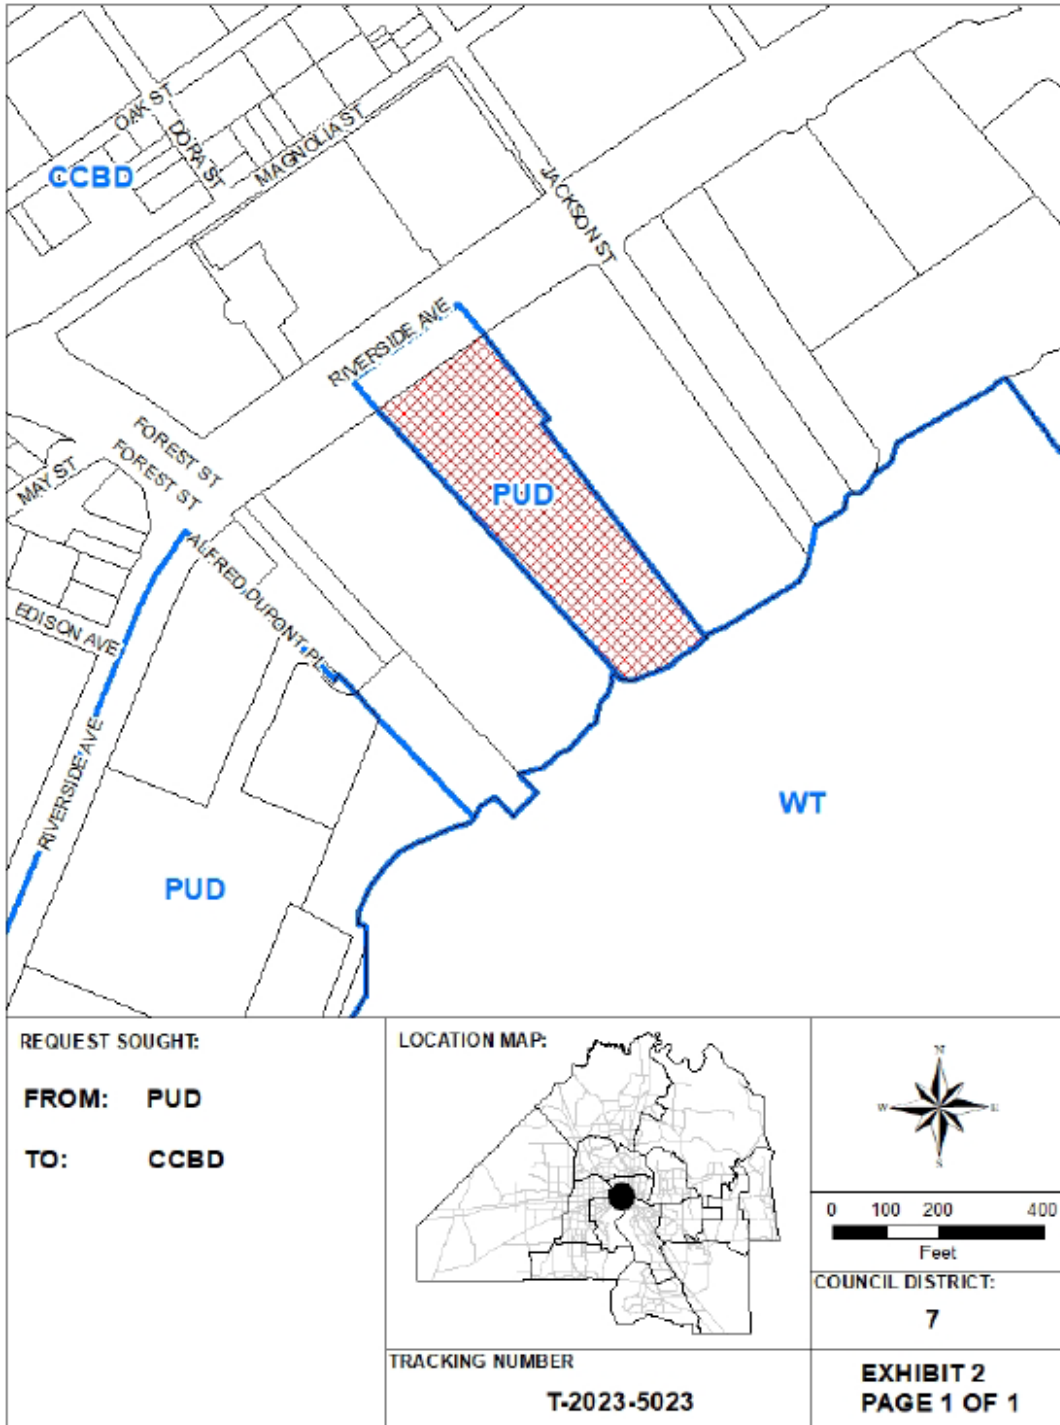 OAK ST
DORA ST
MAGNOLIA ST
CCBD
JACKSON ST
RIVERSIDE AVE
FOREST ST
FOREST ST
MAY ST
PUD
ALFRED DUPONT PL
EDISON AVE
RIVERSIDE AVE
WT
PUD
REQUEST SOUGHT:
FROM: PUD
TO: CCBD
LOCATION MAP:
N
W E
S
0 100 200 400
Feet
COUNCIL DISTRICT:
7
TRACKING NUMBER
T-2023-5023
EXHIBIT 2
PAGE 1 OF 1